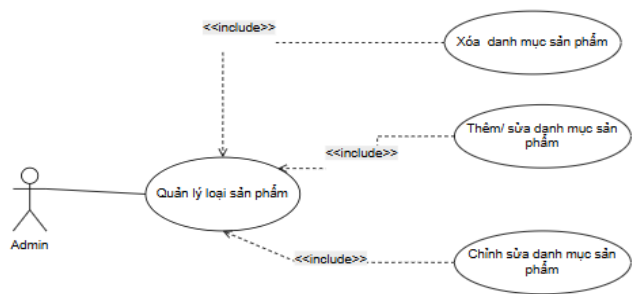 <<include>>
Xóa  danh mục sản phẩm
Thêm/ sửa danh mục sản
phẩm
<<include>>
Quản lý loại sản phẩm
Admin
<<include>>
Chỉnh sửa danh mục sản
phẩm